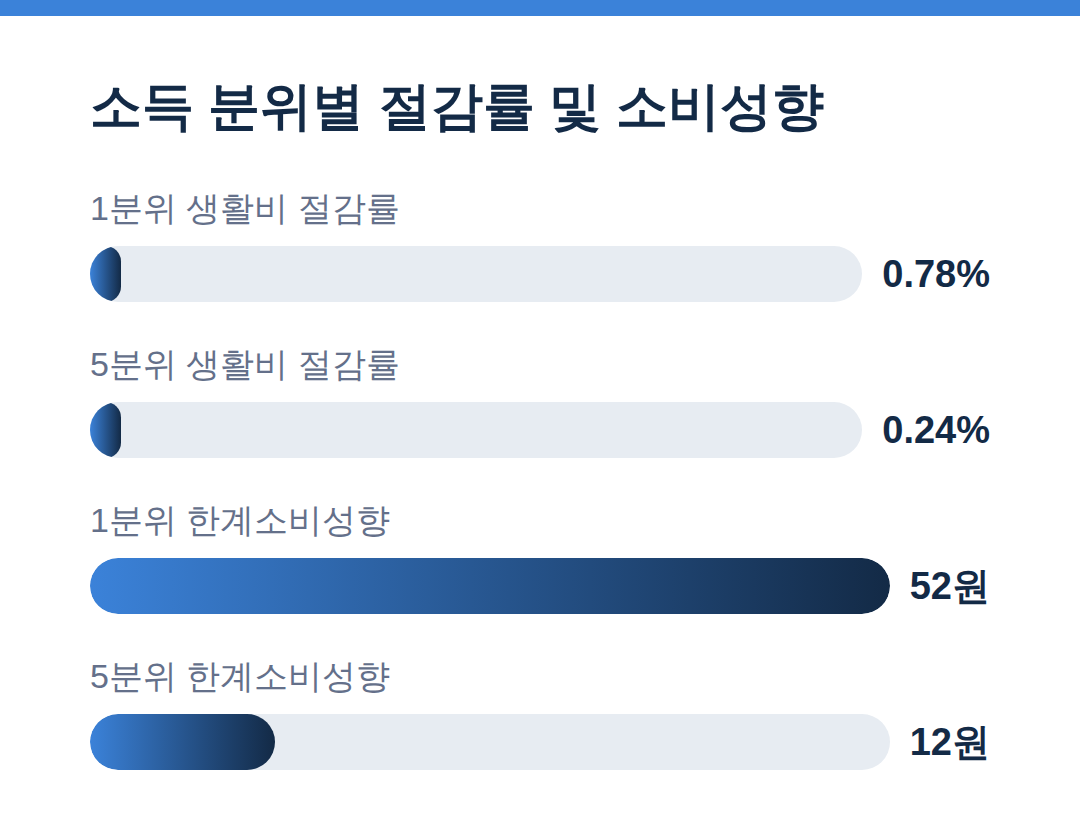 소득 분위별 절감률 및 소비성향
1분위 생활비 절감률
0.78%
5분위 생활비 절감률
0.24%
1분위 한계소비성향
52원
5분위 한계소비성향
12원